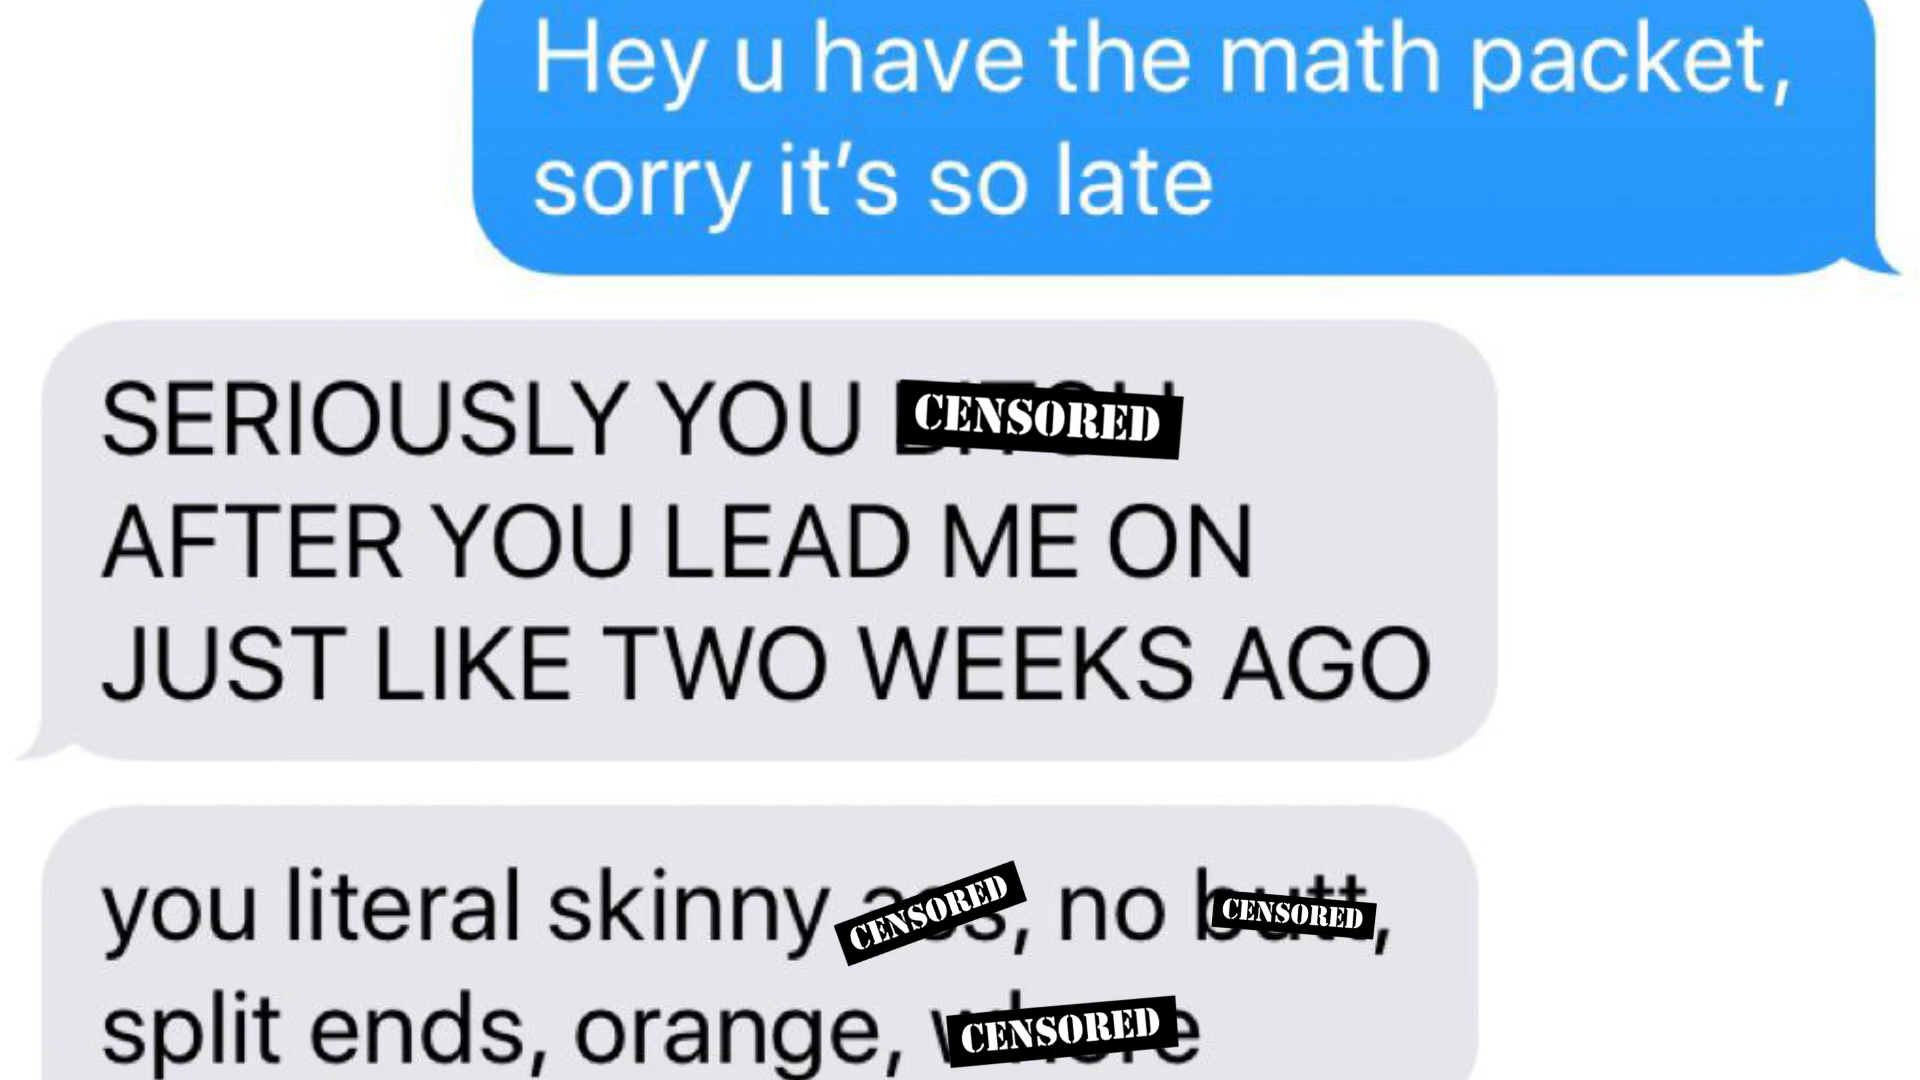 Hey u have the math packet,
sorry it's so late
SERIOUSLY YOU CENSORED
AFTER YOU LEAD ME ON
JUST LIKE TWO WEEKS AGO
you literal skinny CENSORED, no CENSORED,
split ends, orange, CENSORED